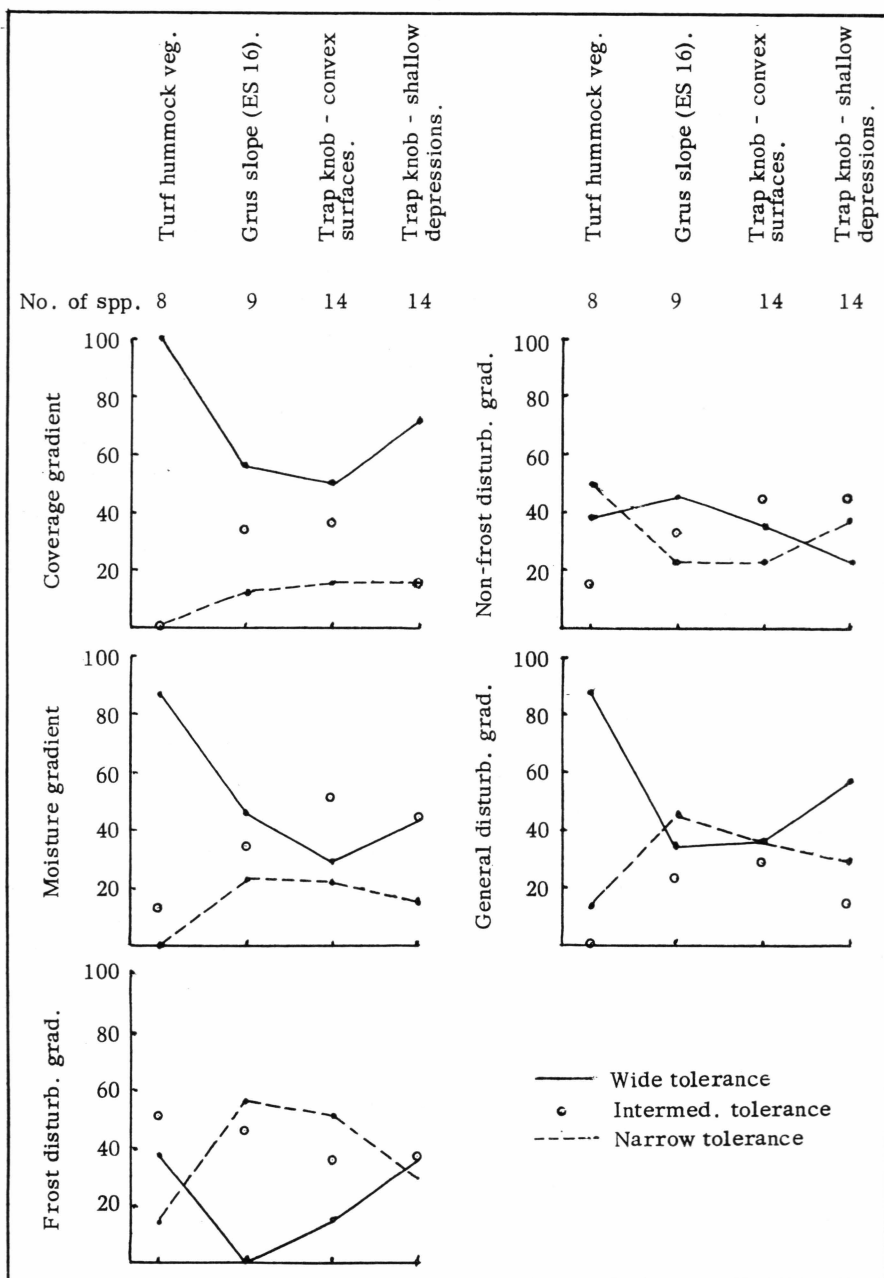 Turf hummock veg.
Grus slope (ES 16).
Trap knob - convex
surfaces.
Trap knob - shallow
depressions.
Turf hummock veg.
Grus slope (ES 16).
Trap knob - convex
surfaces.
Trap knob - shallow
depressions.
No. of spp. 8 9 14 14
8 9 14 14
Coverage gradient
100
80
60
40
20
Non-frost disturb. grad.
100
80
60
40
20
Moisture gradient
100
80
60
40
20
General disturb. grad.
100
80
60
40
20
Frost disturb. grad.
100
80
60
40
20
Wide tolerance
Intermed. tolerance
Narrow tolerance